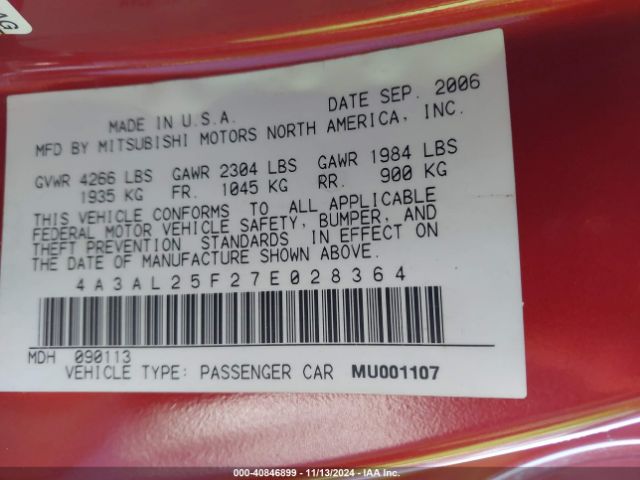 AG
MADE IN U.S.A. DATE SEP. 2006
MFD BY MITSUBISHI MOTORS NORTH AMERICA, INC.
GVWR 4266 LBS GAWR 2304 LBS GAWR 1984 LBS
1935 KG FR. 1045 KG RR. 900 KG
THIS VEHICLE CONFORMS TO ALL APPLICABLE
FEDERAL MOTOR VEHICLE SAFETY, BUMPER, AND
THEFT PREVENTION STANDARDS IN EFFECT ON
THE DATE OF MANUFACTURE SHOWN ABOVE.
4A3AL25F27E028364
MDH 090113
VEHICLE TYPE: PASSENGER CAR MU001107
000-40846899 - 11/13/2024 - IAA Inc.